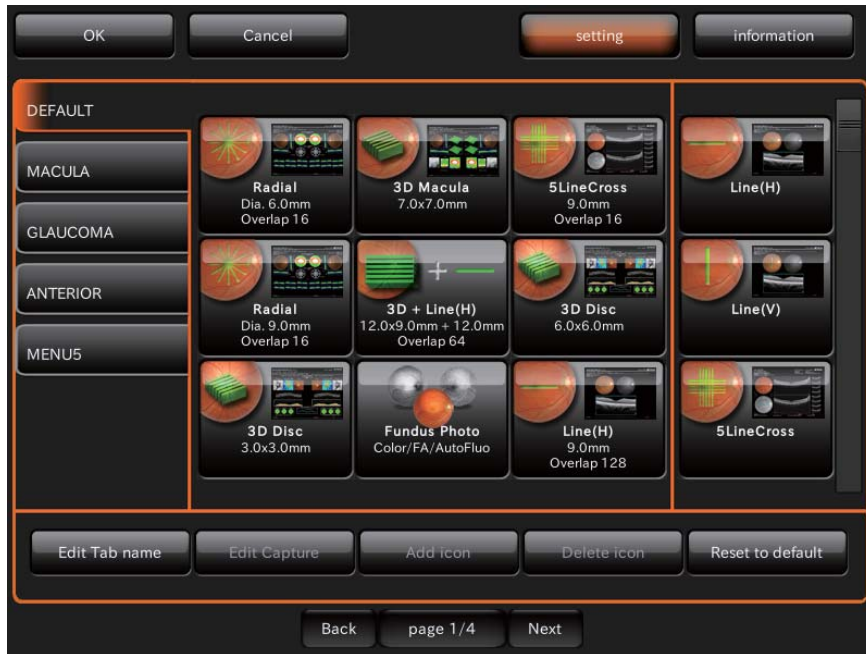 OK
Cancel
setting
information
DEFAULT
MACULA
GLAUCOMA
ANTERIOR
MENU5
Radial
Dia. 6.0mm
Overlap 16
3D Macula
7.0x7.0mm
5LineCross
9.0mm
Overlap 16
Line(H)
Radial
Dia. 9.0mm
Overlap 16
3D + Line(H)
12.0x9.0mm + 12.0mm
Overlap 64
3D Disc
6.0x6.0mm
Line(V)
3D Disc
3.0x3.0mm
Fundus Photo
Color/FA/AutoFluo
Line(H)
9.0mm
Overlap 128
5LineCross
Edit Tab name
Edit Capture
Add icon
Delete icon
Reset to default
Back
page 1/4
Next